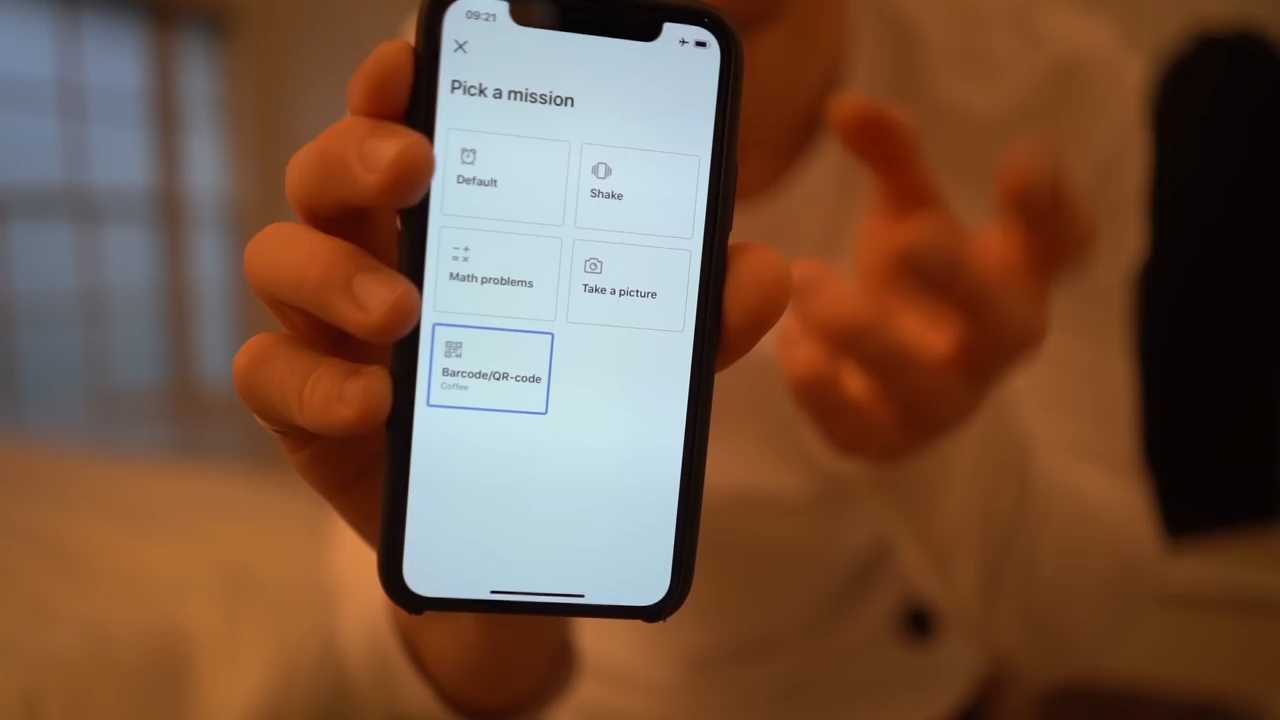 09:21
Pick a mission
Default
Shake
Math problems
Take a picture
Barcode/QR-code
Coffee